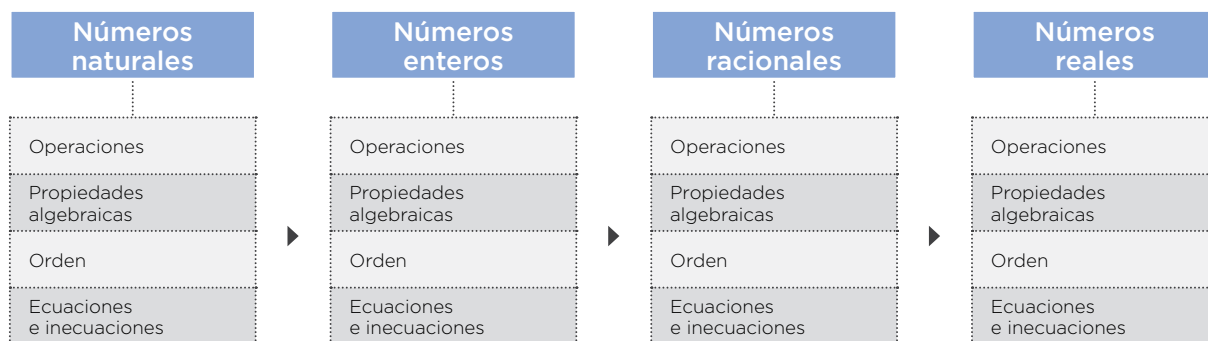 Números
naturales
Operaciones
Propiedades
algebraicas
Orden
Ecuaciones
e inecuaciones
Números
enteros
Operaciones
Propiedades
algebraicas
Orden
Ecuaciones
e inecuaciones
Números
racionales
Operaciones
Propiedades
algebraicas
Orden
Ecuaciones
e inecuaciones
Números
reales
Operaciones
Propiedades
algebraicas
Orden
Ecuaciones
e inecuaciones